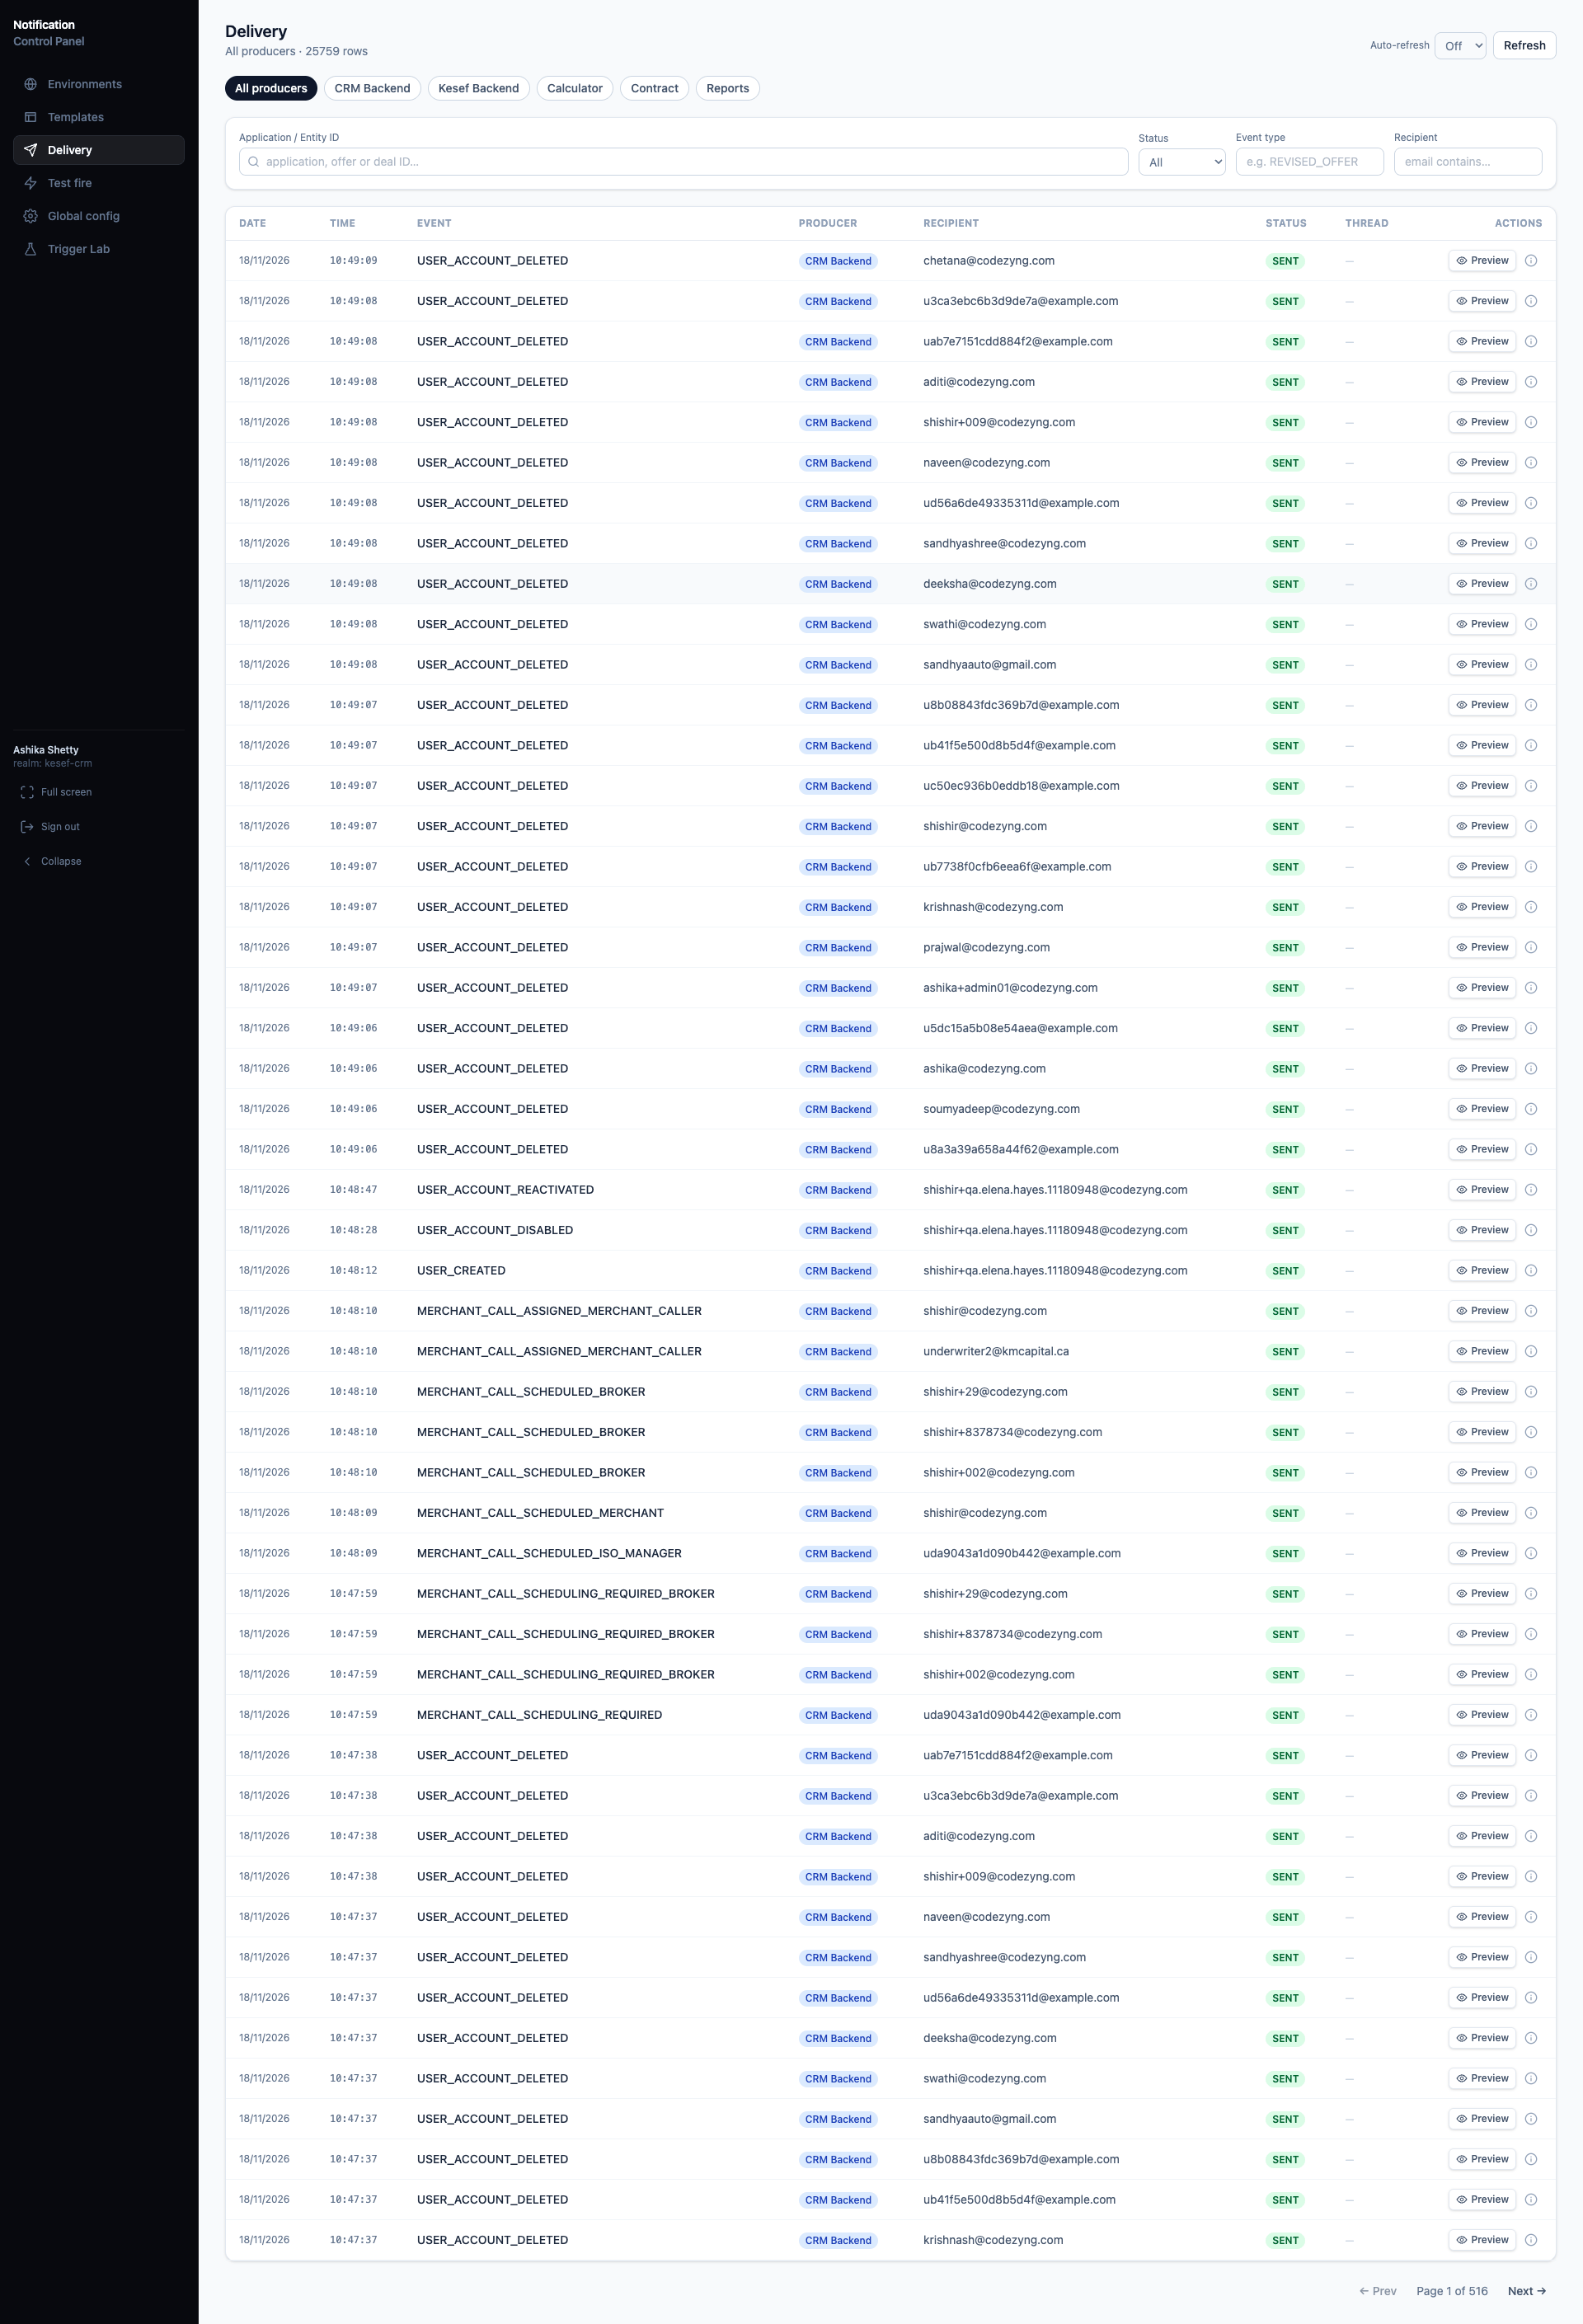 Notification
Control Panel
Environments
Templates
Delivery
Test fire
Global config
Trigger Lab
Ashika Shetty
realm: kesef-crm
Full screen
Sign out
Collapse
Delivery
All producers · 25759 rows
Auto-refresh Off Refresh
All producers CRM Backend Kesef Backend Calculator Contract Reports
Application / Entity ID Status Event type Recipient
application, offer or deal ID... All e.g. REVISED_OFFER email contains...
DATE TIME EVENT PRODUCER RECIPIENT STATUS THREAD ACTIONS
18/11/2026 10:49:09 USER_ACCOUNT_DELETED CRM Backend chetana@codezyng.com SENT — Preview
18/11/2026 10:49:08 USER_ACCOUNT_DELETED CRM Backend u3ca3ebc6b3d9de7a@example.com SENT — Preview
18/11/2026 10:49:08 USER_ACCOUNT_DELETED CRM Backend uab7e7151cdd884f2@example.com SENT — Preview
18/11/2026 10:49:08 USER_ACCOUNT_DELETED CRM Backend aditi@codezyng.com SENT — Preview
18/11/2026 10:49:08 USER_ACCOUNT_DELETED CRM Backend shishir+009@codezyng.com SENT — Preview
18/11/2026 10:49:08 USER_ACCOUNT_DELETED CRM Backend naveen@codezyng.com SENT — Preview
18/11/2026 10:49:08 USER_ACCOUNT_DELETED CRM Backend ud56a6de49335311d@example.com SENT — Preview
18/11/2026 10:49:08 USER_ACCOUNT_DELETED CRM Backend sandhyashree@codezyng.com SENT — Preview
18/11/2026 10:49:08 USER_ACCOUNT_DELETED CRM Backend deeksha@codezyng.com SENT — Preview
18/11/2026 10:49:08 USER_ACCOUNT_DELETED CRM Backend swathi@codezyng.com SENT — Preview
18/11/2026 10:49:08 USER_ACCOUNT_DELETED CRM Backend sandhyaauto@gmail.com SENT — Preview
18/11/2026 10:49:07 USER_ACCOUNT_DELETED CRM Backend u8b08843fdc369b7d@example.com SENT — Preview
18/11/2026 10:49:07 USER_ACCOUNT_DELETED CRM Backend ub41f5e500d8b5d4f@example.com SENT — Preview
18/11/2026 10:49:07 USER_ACCOUNT_DELETED CRM Backend uc50ec936b0eddb18@example.com SENT — Preview
18/11/2026 10:49:07 USER_ACCOUNT_DELETED CRM Backend shishir@codezyng.com SENT — Preview
18/11/2026 10:49:07 USER_ACCOUNT_DELETED CRM Backend ub7738f0cfb6eea6f@example.com SENT — Preview
18/11/2026 10:49:07 USER_ACCOUNT_DELETED CRM Backend krishnash@codezyng.com SENT — Preview
18/11/2026 10:49:07 USER_ACCOUNT_DELETED CRM Backend prajwal@codezyng.com SENT — Preview
18/11/2026 10:49:07 USER_ACCOUNT_DELETED CRM Backend ashika+admin01@codezyng.com SENT — Preview
18/11/2026 10:49:06 USER_ACCOUNT_DELETED CRM Backend u5dc15a5b08e54aea@example.com SENT — Preview
18/11/2026 10:49:06 USER_ACCOUNT_DELETED CRM Backend ashika@codezyng.com SENT — Preview
18/11/2026 10:49:06 USER_ACCOUNT_DELETED CRM Backend soumyadeep@codezyng.com SENT — Preview
18/11/2026 10:49:06 USER_ACCOUNT_DELETED CRM Backend u8a3a39a658a44f62@example.com SENT — Preview
18/11/2026 10:48:47 USER_ACCOUNT_REACTIVATED CRM Backend shishir+qa.elena.hayes.11180948@codezyng.com SENT — Preview
18/11/2026 10:48:28 USER_ACCOUNT_DISABLED CRM Backend shishir+qa.elena.hayes.11180948@codezyng.com SENT — Preview
18/11/2026 10:48:12 USER_CREATED CRM Backend shishir+qa.elena.hayes.11180948@codezyng.com SENT — Preview
18/11/2026 10:48:10 MERCHANT_CALL_ASSIGNED_MERCHANT_CALLER CRM Backend shishir@codezyng.com SENT — Preview
18/11/2026 10:48:10 MERCHANT_CALL_ASSIGNED_MERCHANT_CALLER CRM Backend underwriter2@kmcapital.ca SENT — Preview
18/11/2026 10:48:10 MERCHANT_CALL_SCHEDULED_BROKER CRM Backend shishir+29@codezyng.com SENT — Preview
18/11/2026 10:48:10 MERCHANT_CALL_SCHEDULED_BROKER CRM Backend shishir+8378734@codezyng.com SENT — Preview
18/11/2026 10:48:10 MERCHANT_CALL_SCHEDULED_BROKER CRM Backend shishir+002@codezyng.com SENT — Preview
18/11/2026 10:48:09 MERCHANT_CALL_SCHEDULED_MERCHANT CRM Backend shishir@codezyng.com SENT — Preview
18/11/2026 10:48:09 MERCHANT_CALL_SCHEDULED_ISO_MANAGER CRM Backend uda9043a1d090b442@example.com SENT — Preview
18/11/2026 10:47:59 MERCHANT_CALL_SCHEDULING_REQUIRED_BROKER CRM Backend shishir+29@codezyng.com SENT — Preview
18/11/2026 10:47:59 MERCHANT_CALL_SCHEDULING_REQUIRED_BROKER CRM Backend shishir+8378734@codezyng.com SENT — Preview
18/11/2026 10:47:59 MERCHANT_CALL_SCHEDULING_REQUIRED_BROKER CRM Backend shishir+002@codezyng.com SENT — Preview
18/11/2026 10:47:59 MERCHANT_CALL_SCHEDULING_REQUIRED CRM Backend uda9043a1d090b442@example.com SENT — Preview
18/11/2026 10:47:38 USER_ACCOUNT_DELETED CRM Backend uab7e7151cdd884f2@example.com SENT — Preview
18/11/2026 10:47:38 USER_ACCOUNT_DELETED CRM Backend u3ca3ebc6b3d9de7a@example.com SENT — Preview
18/11/2026 10:47:38 USER_ACCOUNT_DELETED CRM Backend aditi@codezyng.com SENT — Preview
18/11/2026 10:47:38 USER_ACCOUNT_DELETED CRM Backend shishir+009@codezyng.com SENT — Preview
18/11/2026 10:47:37 USER_ACCOUNT_DELETED CRM Backend naveen@codezyng.com SENT — Preview
18/11/2026 10:47:37 USER_ACCOUNT_DELETED CRM Backend sandhyashree@codezyng.com SENT — Preview
18/11/2026 10:47:37 USER_ACCOUNT_DELETED CRM Backend ud56a6de49335311d@example.com SENT — Preview
18/11/2026 10:47:37 USER_ACCOUNT_DELETED CRM Backend deeksha@codezyng.com SENT — Preview
18/11/2026 10:47:37 USER_ACCOUNT_DELETED CRM Backend swathi@codezyng.com SENT — Preview
18/11/2026 10:47:37 USER_ACCOUNT_DELETED CRM Backend sandhyaauto@gmail.com SENT — Preview
18/11/2026 10:47:37 USER_ACCOUNT_DELETED CRM Backend u8b08843fdc369b7d@example.com SENT — Preview
18/11/2026 10:47:37 USER_ACCOUNT_DELETED CRM Backend ub41f5e500d8b5d4f@example.com SENT — Preview
18/11/2026 10:47:37 USER_ACCOUNT_DELETED CRM Backend krishnash@codezyng.com SENT — Preview
← Prev Page 1 of 516 Next →